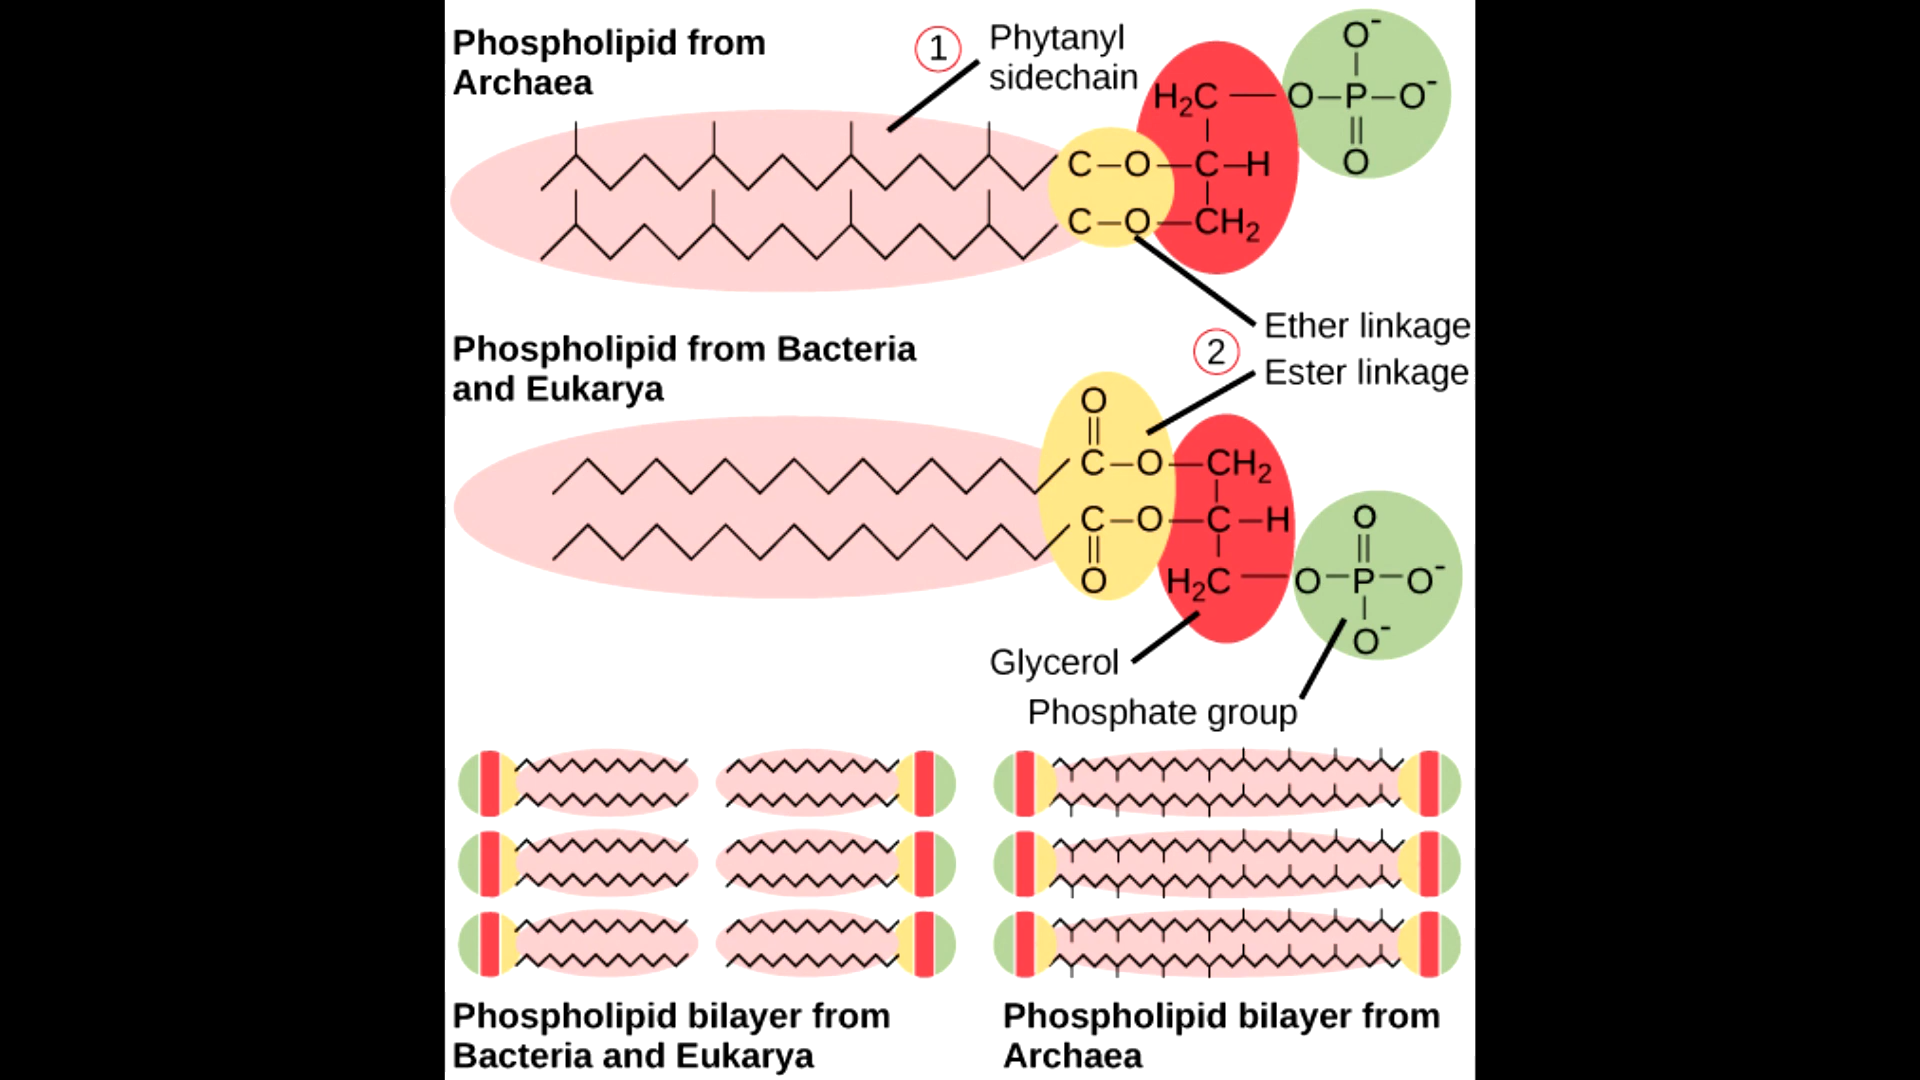 Phospholipid from
Archaea
1
Phytanyl
sidechain
O-
H₂C — O–P–O-
O
C–O–C–H
C–O–CH₂
Ether linkage
2
Ester linkage
Phospholipid from Bacteria
and Eukarya
O
C–O–CH₂
C–O–C–H
O
O
H₂C — O–P–O-
O-
Glycerol
Phosphate group
Phospholipid bilayer from
Bacteria and Eukarya
Phospholipid bilayer from
Archaea